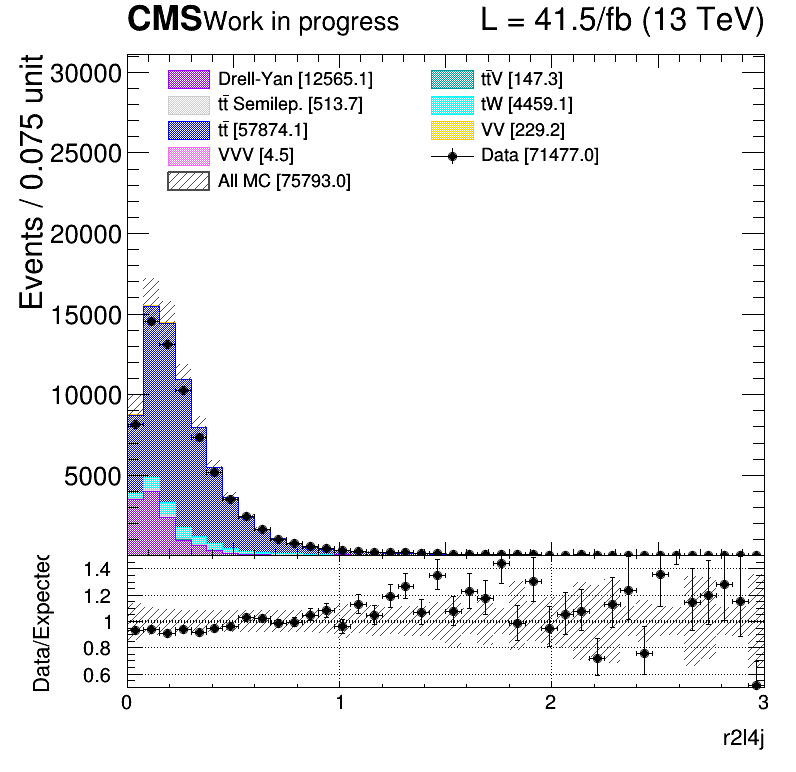 CMS Work in progress L = 41.5/fb (13 TeV)
Drell-Yan [12565.1]
tt̄ Semilep. [513.7]
tt̄ [57874.1]
VVV [4.5]
All MC [75793.0]
tt̄V [147.3]
tW [4459.1]
VV [229.2]
Data [71477.0]
Events / 0.075 unit
30000
25000
20000
15000
10000
5000
Data/Expected
1.4
1.2
1
0.8
0.6
0 1 2 3
r2l4j